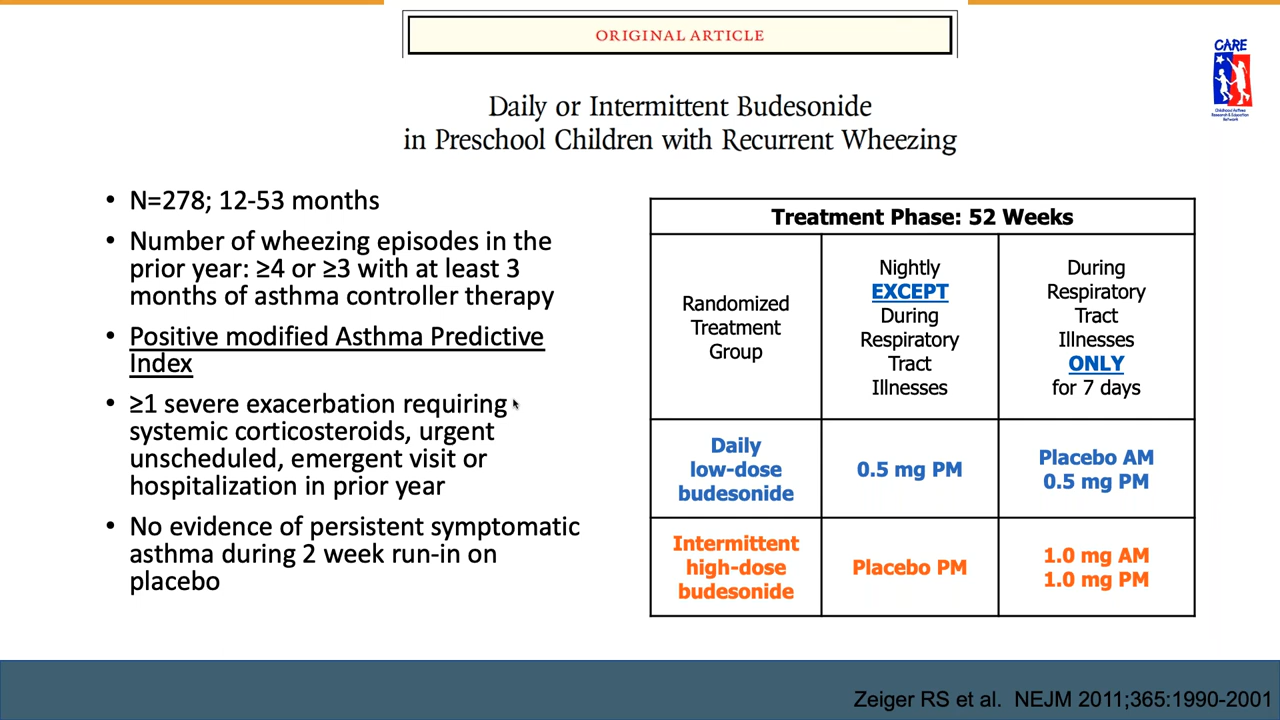 ORIGINAL ARTICLE
CARE
Childhood Asthma
Research & Education
Network
Daily or Intermittent Budesonide
in Preschool Children with Recurrent Wheezing
• N=278; 12-53 months
• Number of wheezing episodes in the
prior year: ≥4 or ≥3 with at least 3
months of asthma controller therapy
• Positive modified Asthma Predictive
Index
• ≥1 severe exacerbation requiring
systemic corticosteroids, urgent
unscheduled, emergent visit or
hospitalization in prior year
• No evidence of persistent symptomatic
asthma during 2 week run-in on
placebo
Treatment Phase: 52 Weeks
Randomized
Treatment
Group
Nightly
EXCEPT
During
Respiratory
Tract
Illnesses
During
Respiratory
Tract
Illnesses
ONLY
for 7 days
Daily
low-dose
budesonide
0.5 mg PM
Placebo AM
0.5 mg PM
Intermittent
high-dose
budesonide
Placebo PM
1.0 mg AM
1.0 mg PM
Zeiger RS et al. NEJM 2011;365:1990-2001